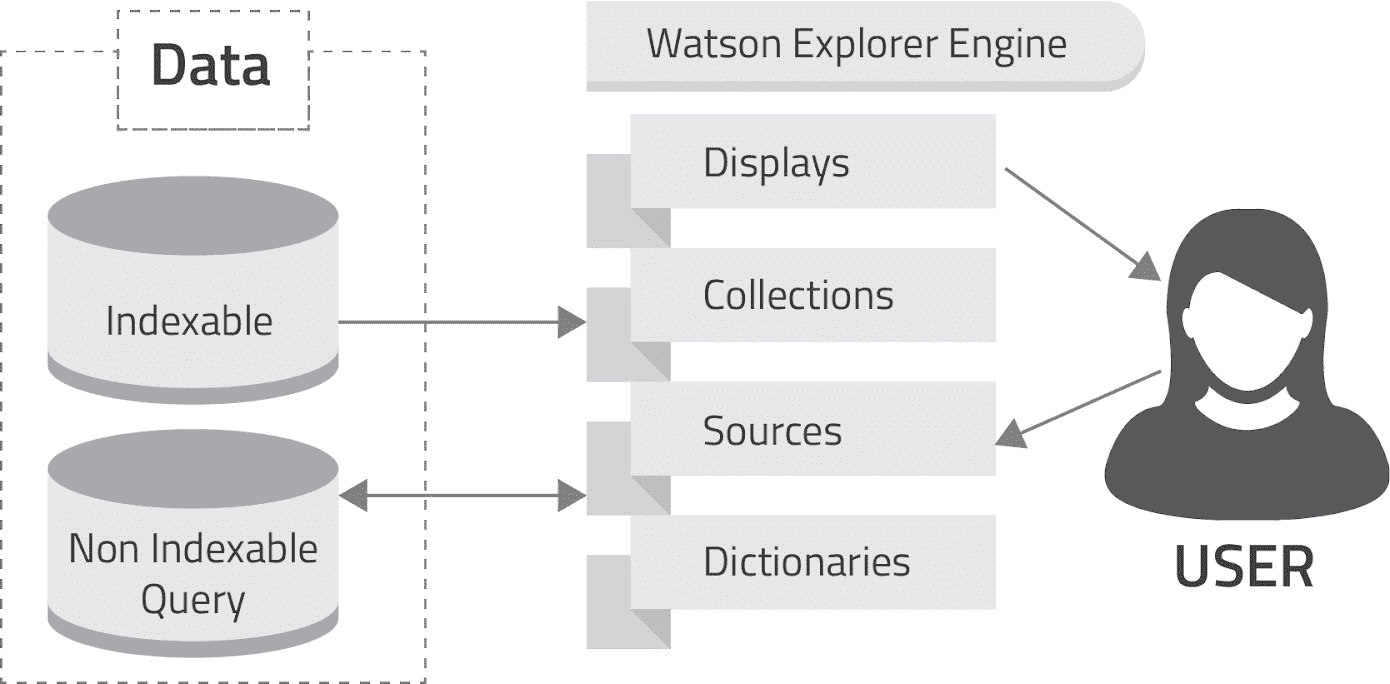 Data
Indexable
Non Indexable
Query
Watson Explorer Engine
Displays
Collections
Sources
Dictionaries
USER